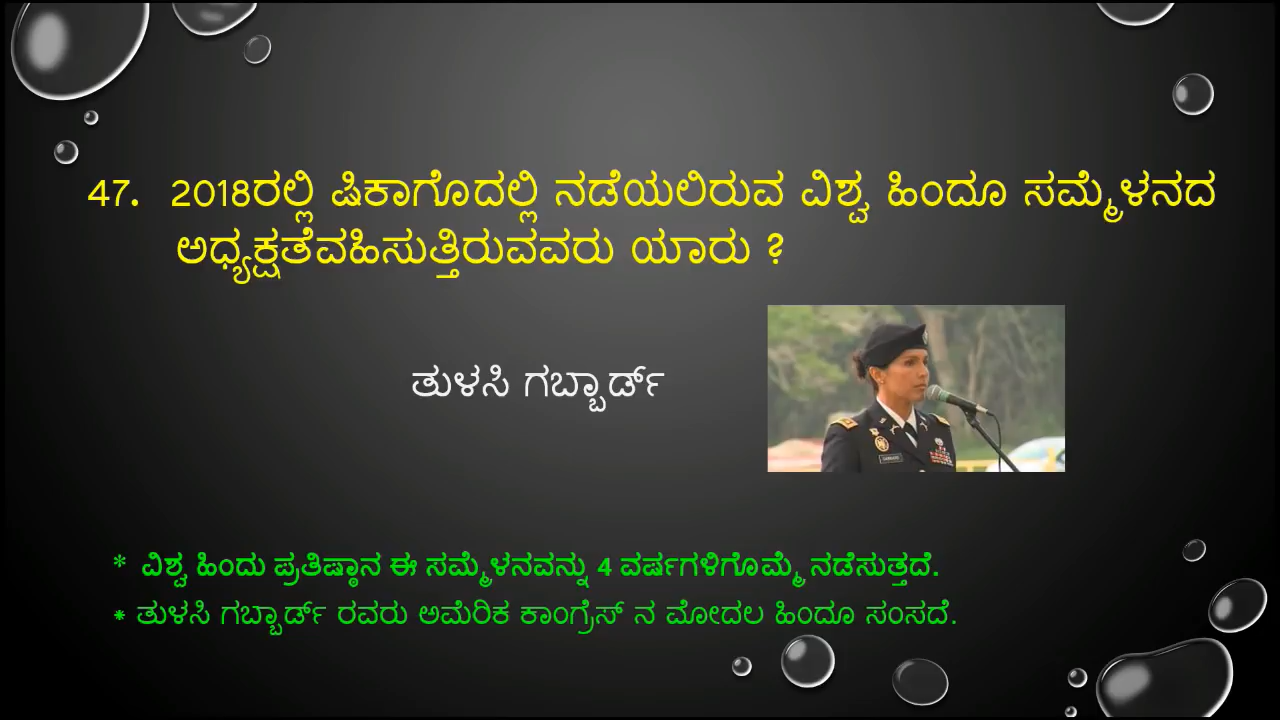 47. 2018ರಲ್ಲಿ ಷಿಕಾಗೊದಲ್ಲಿ ನಡೆಯಲಿರುವ ವಿಶ್ವ ಹಿಂದೂ ಸಮ್ಮೆಳನದ
ಅಧ್ಯಕ್ಷತೆವಹಿಸುತ್ತಿರುವವರು ಯಾರು ?
ತುಳಸಿ ಗಬ್ಬಾರ್ಡ್
* ವಿಶ್ವ ಹಿಂದು ಪ್ರತಿಷ್ಠಾನ ಈ ಸಮ್ಮೆಳನವನ್ನು 4 ವರ್ಷಗಳಿಗೊಮ್ಮೆ ನಡೆಸುತ್ತದೆ.
* ತುಳಸಿ ಗಬ್ಬಾರ್ಡ್ ರವರು ಅಮೆರಿಕ ಕಾಂಗ್ರೆಸ್ ನ ಮೋದಲ ಹಿಂದೂ ಸಂಸದೆ.